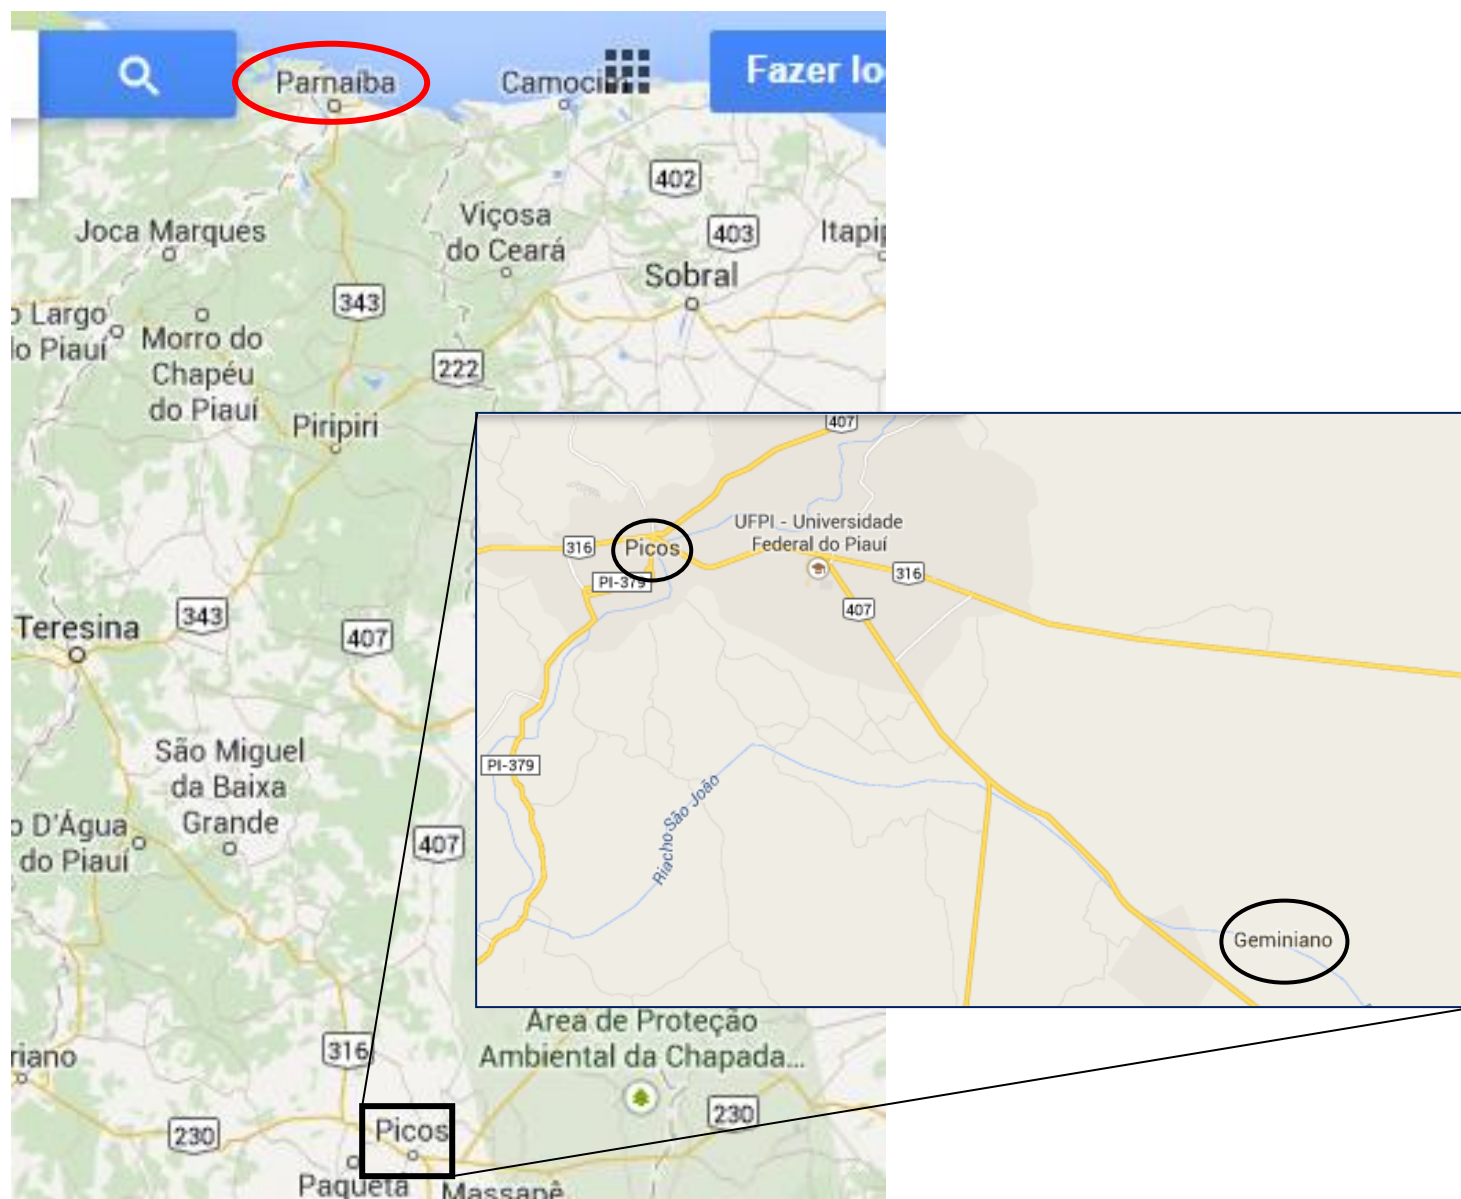 Parnaíba
Fazer lo
402
Joca Marques
Viçosa
do Ceará
403
Sobral
343
Largo
Piauí
Morro do
Chapéu
do Piauí
222
Piripiri
407
UFPI - Universidade
Federal do Piauí
316
Picos
PI-379
316
407
Teresina
343
407
São Miguel
da Baixa
Grande
PI-379
Riacho São João
D'Água
do Piauí
407
Geminiano
Área de Proteção
Ambiental da Chapada...
316
230
230
Picos
Paquetá
Massapê